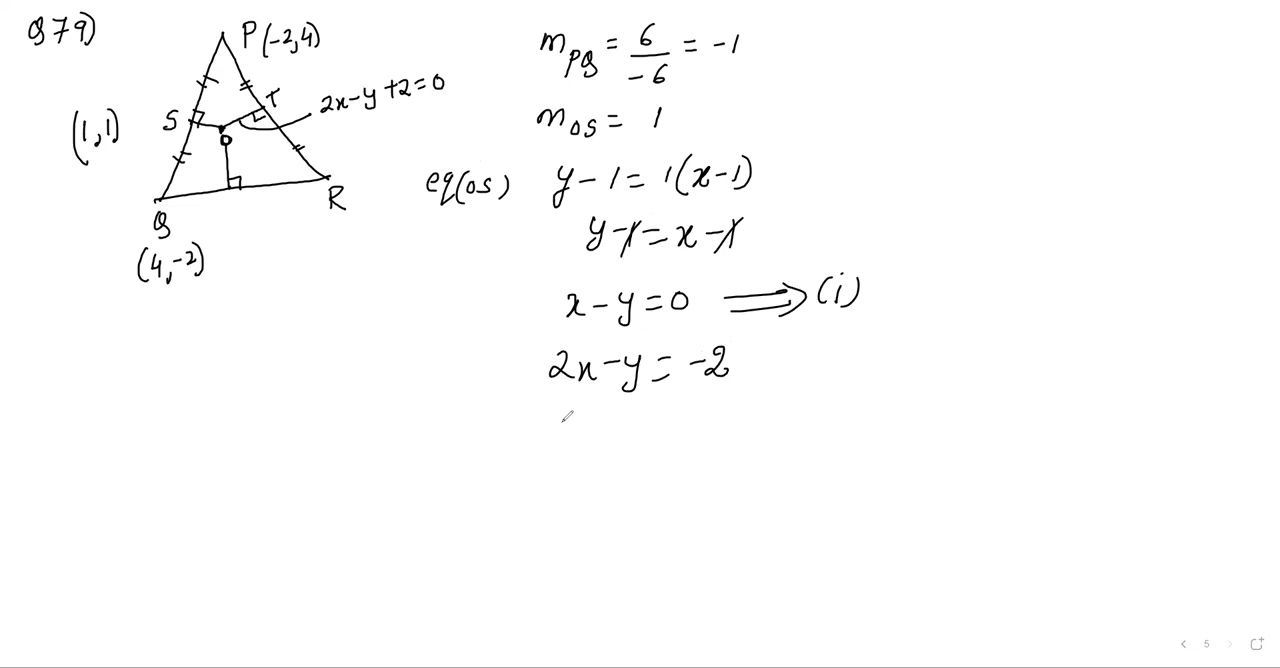 Q79)
P(-2,4)
T
2x-y+2=0
(1,1)
S
O
R
Q
(4,-2)
m_PQ = 6/-6 = -1
m_OS = 1
eq(OS) y-1=1(x-1)
y-1=x-1
x-y=0 ⟹ (i)
2x-y=-2
5